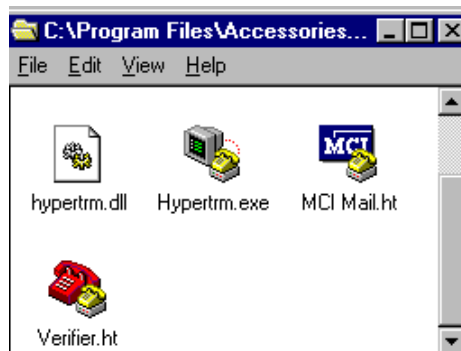 C:\Program Files\Accessories...
File Edit View Help
MCI
hypertrm.dll Hypertrm.exe MCI Mail.ht
Verifier.ht